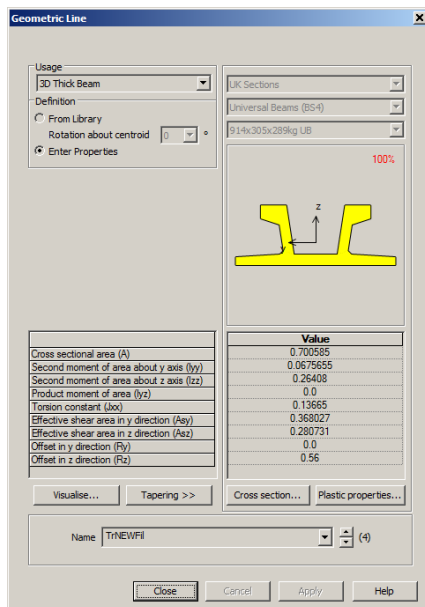 Geometric Line
Usage
3D Thick Beam
Definition
From Library
Rotation about centroid 0 °
Enter Properties
UK Sections
Universal Beams (BS4)
914x305x289kg UB
100%
z
y
Value
Cross sectional area (A) 0.700585
Second moment of area about y axis (Iyy) 0.0675655
Second moment of area about z axis (Izz) 0.26408
Product moment of area (Iyz) 0.0
Torsion constant (Jxx) 0.13665
Effective shear area in y direction (Asy) 0.368027
Effective shear area in z direction (Asz) 0.280731
Offset in y direction (Ry) 0.0
Offset in z direction (Rz) 0.56
Visualise... Tapering >> Cross section... Plastic properties...
Name TrNEWFil (4)
Close Cancel Apply Help